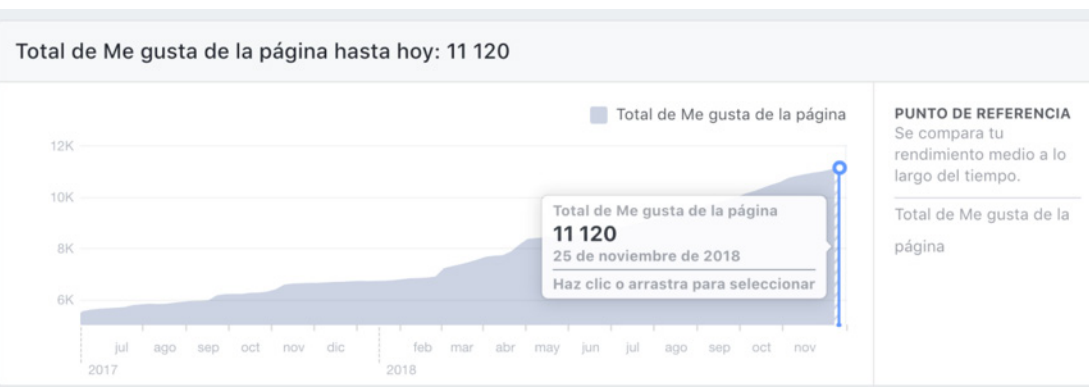 Total de Me gusta de la página hasta hoy: 11 120
Total de Me gusta de la página
12K
10K
8K
6K
Total de Me gusta de la página
11 120
25 de noviembre de 2018
Haz clic o arrastra para seleccionar
jul ago sep oct nov dic feb mar abr may jun jul ago sep oct nov
2017 2018
PUNTO DE REFERENCIA
Se compara tu
rendimiento medio a lo
largo del tiempo.
Total de Me gusta de la
página